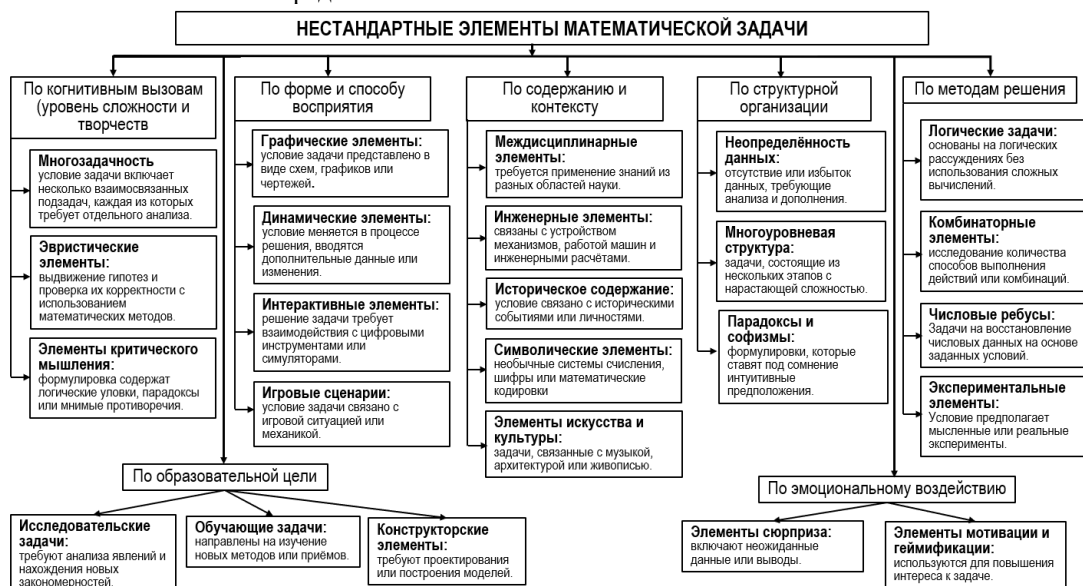 НЕСТАНДАРТНЫЕ ЭЛЕМЕНТЫ МАТЕМАТИЧЕСКОЙ ЗАДАЧИ
По когнитивным вызовам
(уровень сложности и
творчеств
Многозадачность
условие задачи включает
несколько взаимосвязанных
подзадач, каждая из которых
требует отдельного анализа.
Эвристические
элементы:
выдвижение гипотез и
проверка их корректности с
использованием
математических методов.
Элементы критического
мышления:
формулировка содержат
логические уловки, парадоксы
или мнимые противоречия.
По форме и способу
восприятия
Графические элементы:
условие задачи представлено в
виде схем, графиков или
чертежей.
Динамические элементы:
условие меняется в процессе
решения, вводятся
дополнительные данные или
изменения.
Интерактивные элементы:
решение задачи требует
взаимодействия с цифровыми
инструментами или
симуляторами.
Игровые сценарии:
условие задачи связано с
игровой ситуацией или
механикой.
По содержанию и
контексту
Междисциплинарные
элементы:
требуется применение знаний из
разных областей науки.
Инженерные элементы:
связаны с устройством
механизмов, работой машин и
инженерными расчётами.
Историческое содержание:
условие связано с историческими
событиями или личностями.
Символические элементы:
необычные системы счисления,
шифры или математические
кодировки
Элементы искусства и
культуры:
задачи, связанные с музыкой,
архитектурой или живописью.
По структурной
организации
Неопределённость
данных:
отсутствие или избыток
данных, требующие
анализа и дополнения.
Многоуровневая
структура:
задачи, состоящие из
нескольких этапов с
нарастающей сложностью.
Парадоксы и
софизмы:
формулировки, которые
ставят под сомнение
интуитивные
предположения.
По методам решения
Логические задачи:
основаны на логических
рассуждениях без
использования сложных
вычислений.
Комбинаторные
элементы:
исследование количества
способов выполнения
действий или комбинаций.
Числовые ребусы:
Задачи на восстановление
числовых данных на основе
заданных условий.
Экспериментальные
элементы:
Условие предполагает
мысленные или реальные
эксперименты.
По образовательной цели
Исследовательские
задачи:
требуют анализа явлений и
нахождения новых
закономерностей.
Обучающие задачи:
направлены на изучение
новых методов или приёмов.
Конструкторские
элементы:
требуют проектирования
или построения моделей.
По эмоциональному воздействию
Элементы сюрприза:
включают неожиданные
данные или выводы.
Элементы мотивации и
геймификации:
используются для повышения
интереса к задаче.